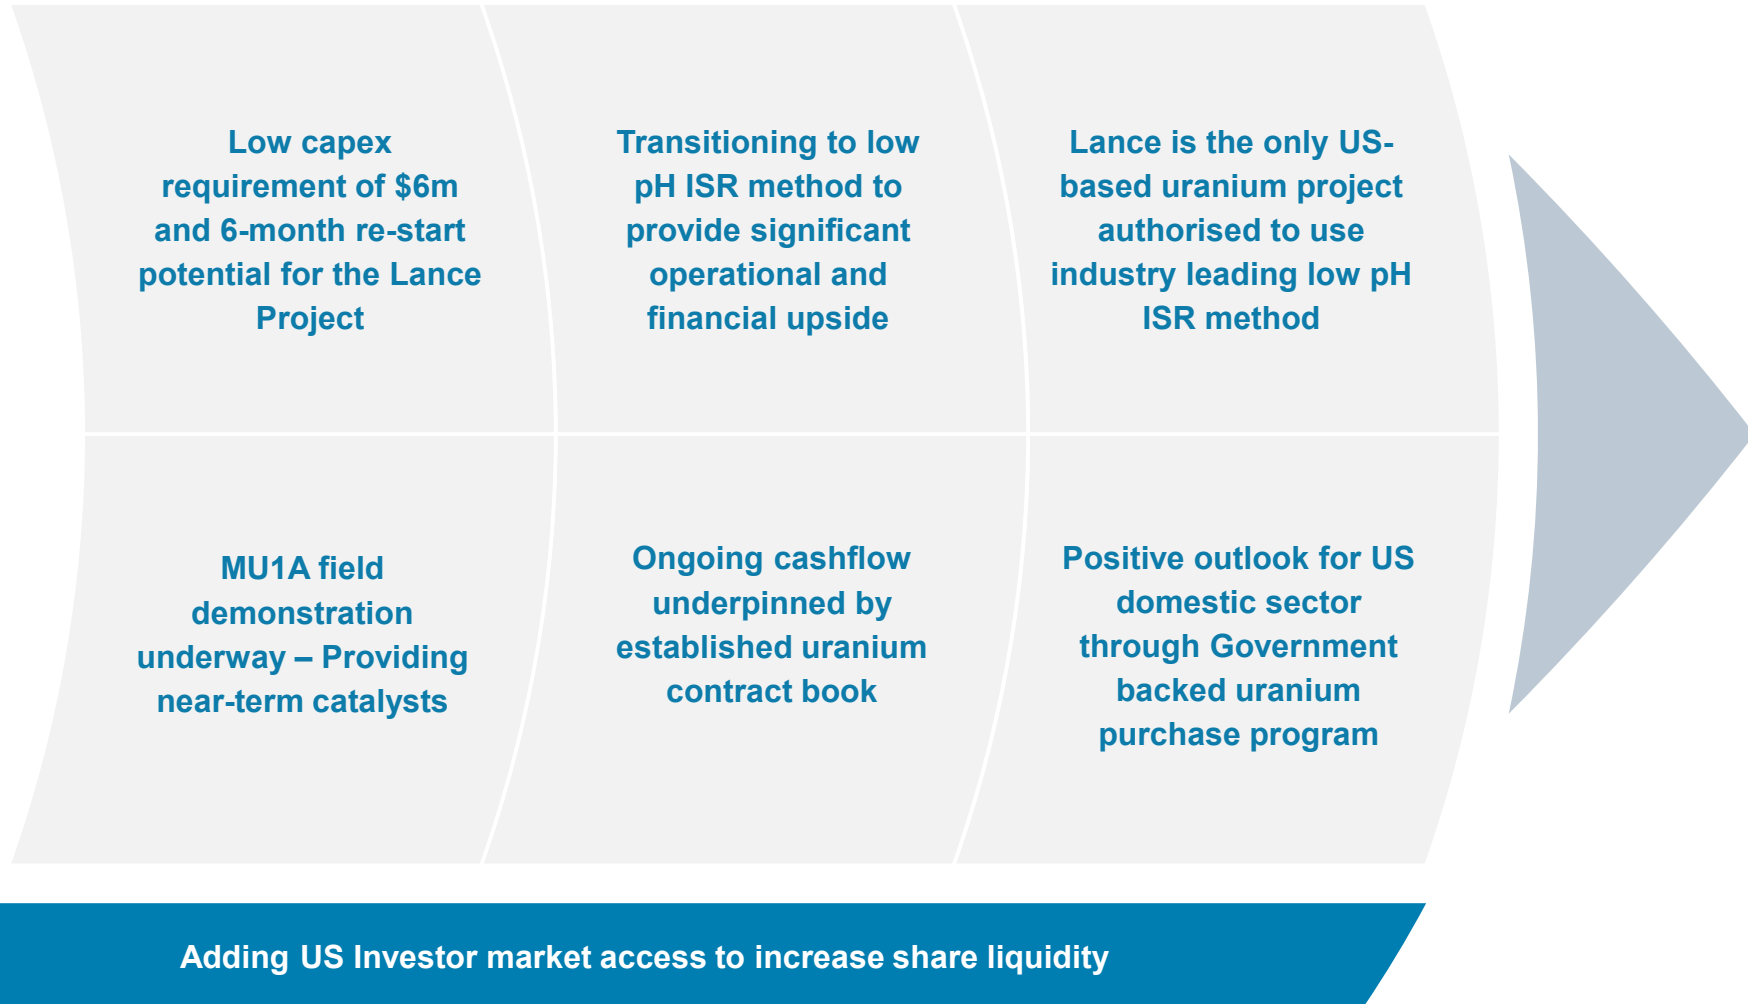 Low capex
requirement of $6m
and 6-month re-start
potential for the Lance
Project
Transitioning to low
pH ISR method to
provide significant
operational and
financial upside
Lance is the only US-
based uranium project
authorised to use
industry leading low pH
ISR method
MU1A field
demonstration
underway – Providing
near-term catalysts
Ongoing cashflow
underpinned by
established uranium
contract book
Positive outlook for US
domestic sector
through Government
backed uranium
purchase program
Adding US Investor market access to increase share liquidity